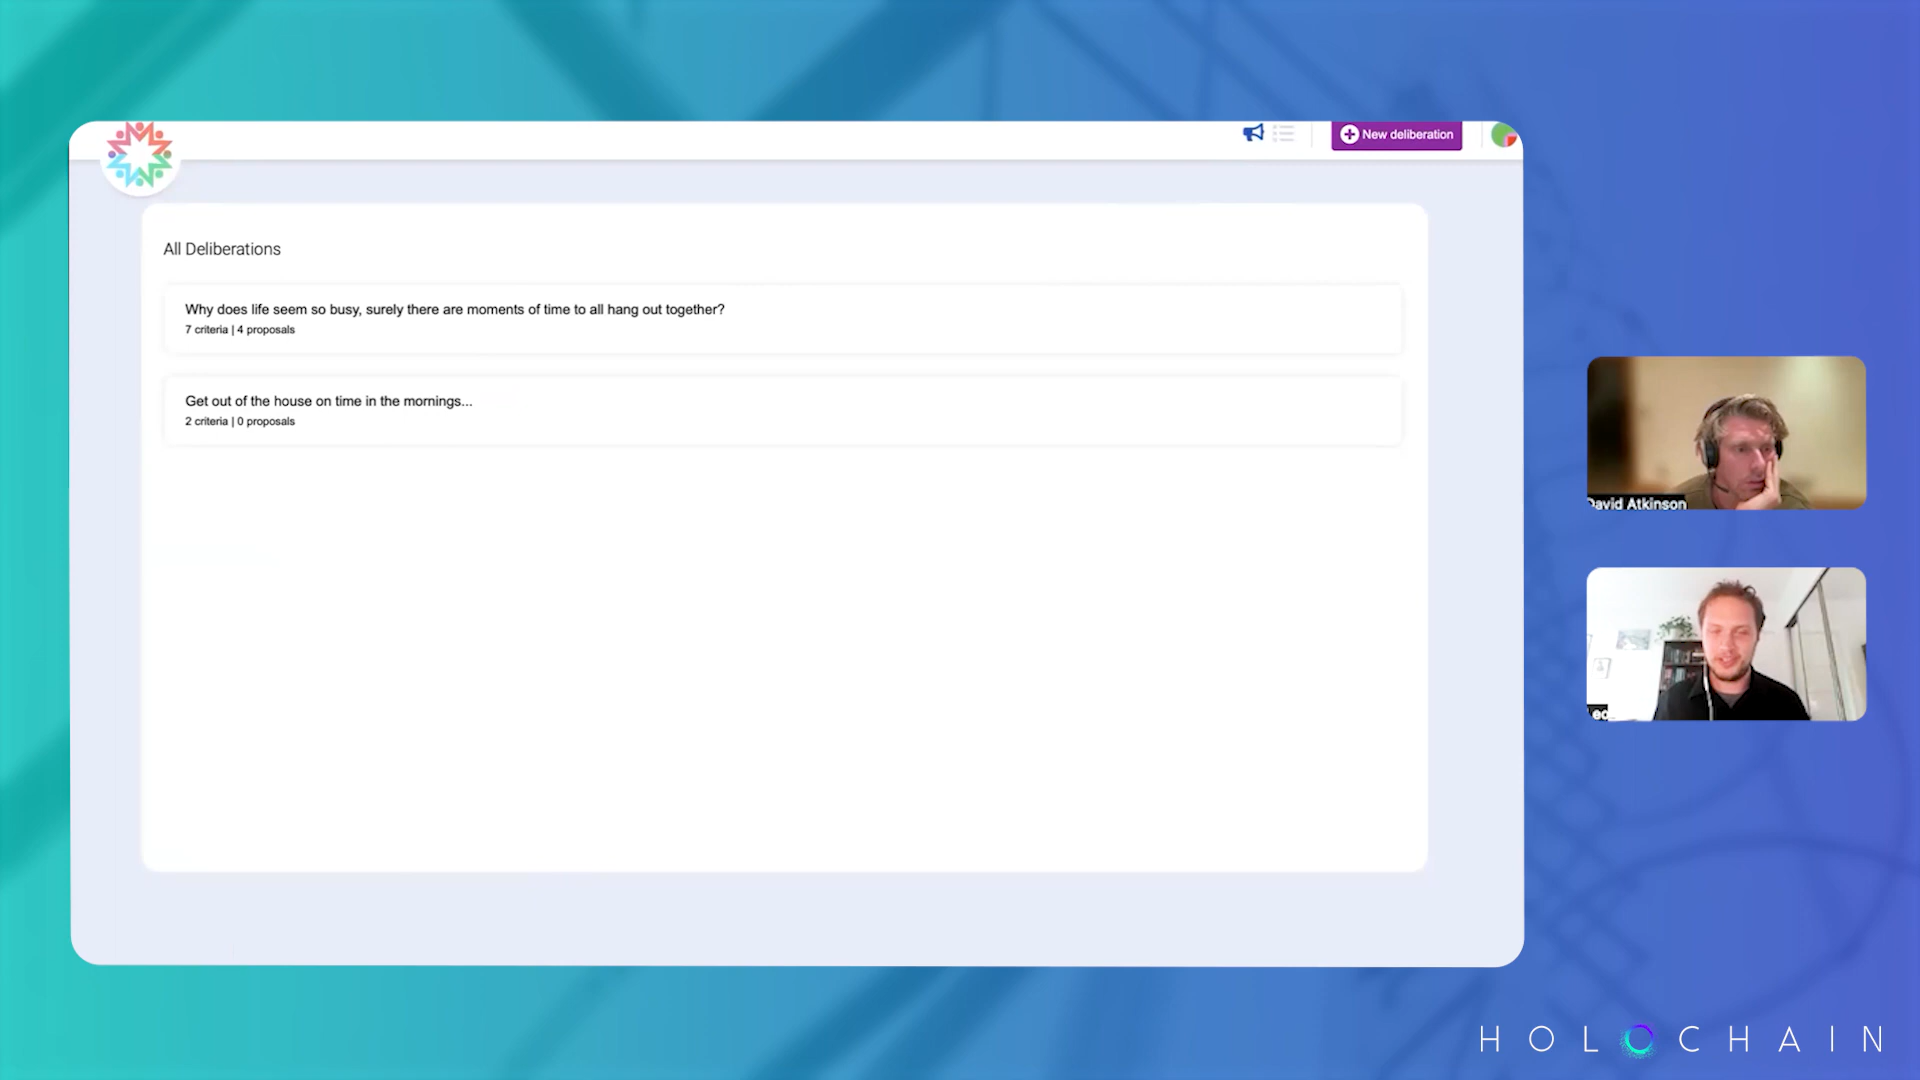 New deliberation
All Deliberations
Why does life seem so busy, surely there are moments of time to all hang out together?
7 criteria | 4 proposals
Get out of the house on time in the mornings...
2 criteria | 0 proposals
David Atkinson
HOLOCHAIN